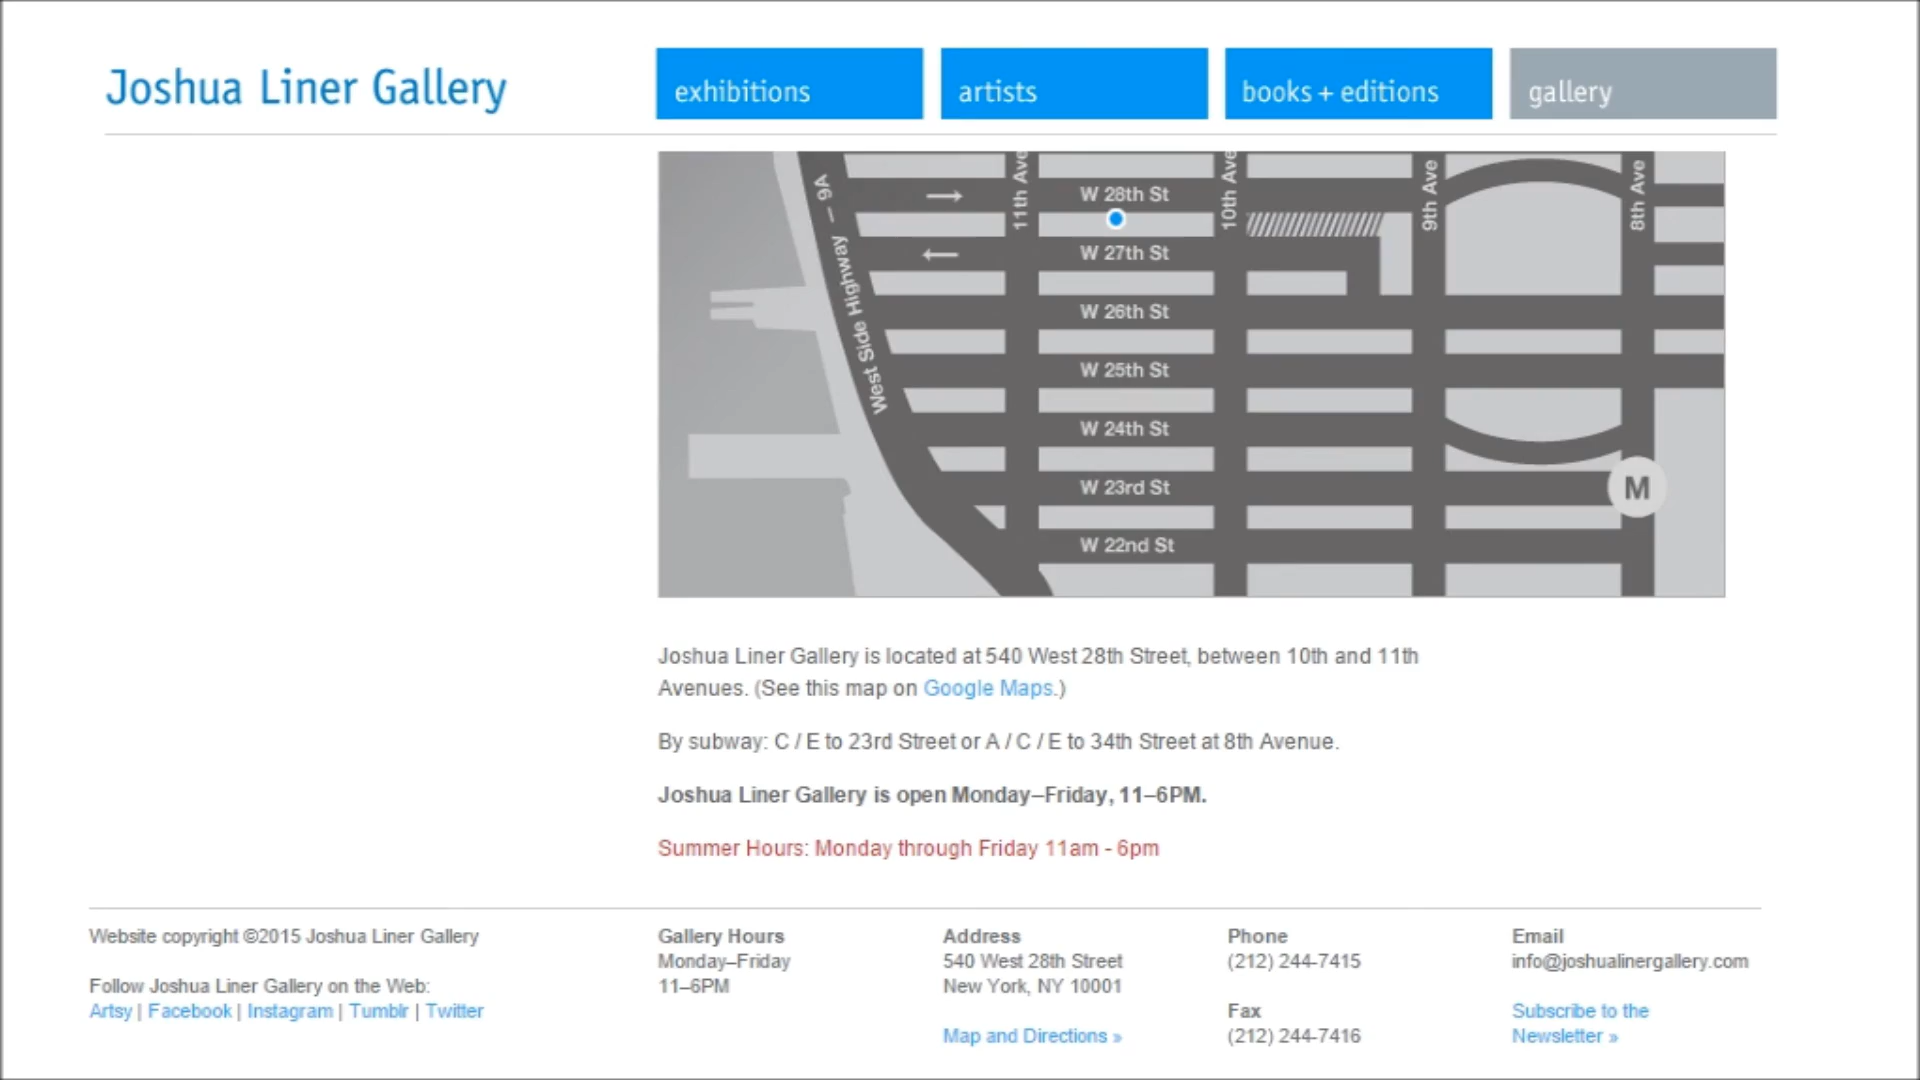 Joshua Liner Gallery
exhibitions
artists
books + editions
gallery
9A — West Side Highway
11th Ave
10th Ave
9th Ave
8th Ave
W 28th St
W 27th St
W 26th St
W 25th St
W 24th St
W 23rd St
W 22nd St
M
Joshua Liner Gallery is located at 540 West 28th Street, between 10th and 11th
Avenues. (See this map on Google Maps.)
By subway: C / E to 23rd Street or A / C / E to 34th Street at 8th Avenue.
Joshua Liner Gallery is open Monday–Friday, 11–6PM.
Summer Hours: Monday through Friday 11am - 6pm
Website copyright ©2015 Joshua Liner Gallery
Follow Joshua Liner Gallery on the Web:
Artsy | Facebook | Instagram | Tumblr | Twitter
Gallery Hours
Monday–Friday
11–6PM
Address
540 West 28th Street
New York, NY 10001
Map and Directions »
Phone
(212) 244-7415
Fax
(212) 244-7416
Email
info@joshualinergallery.com
Subscribe to the
Newsletter »